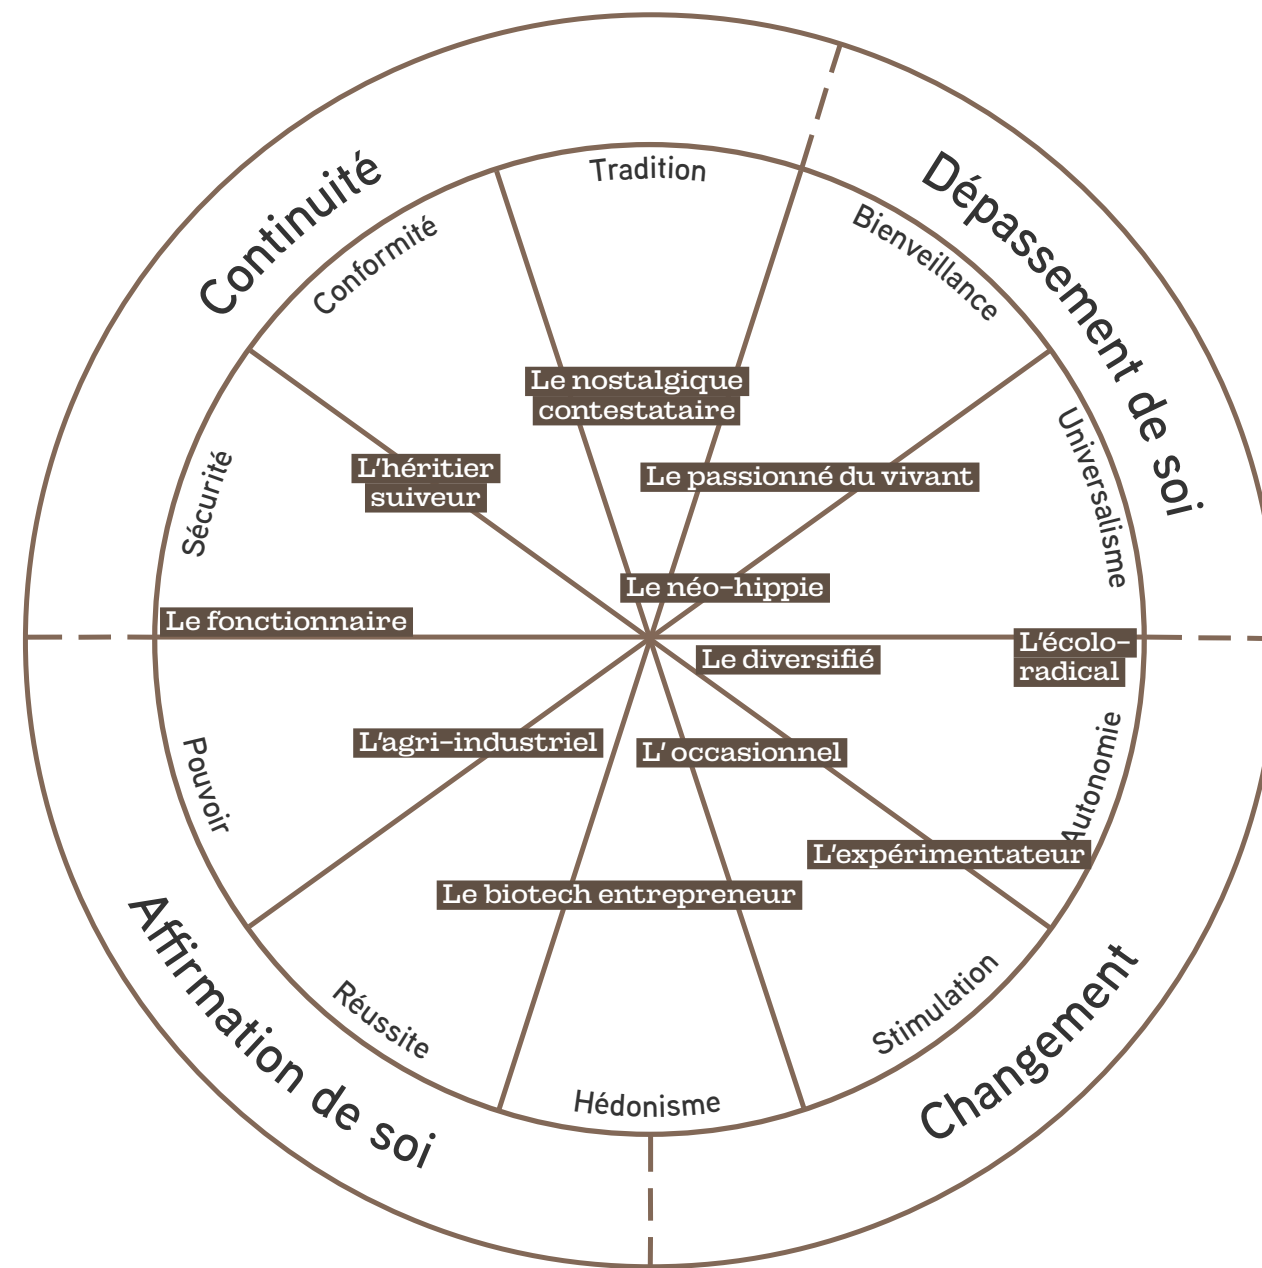 Continuité
Dépassement de soi
Tradition
Conformité
Bienveillance
Sécurité
Universalisme
Le nostalgique
contestataire
L'héritier
suiveur
Le passionné du vivant
Le néo-hippie
Le fonctionnaire
L'écolo-
radical
Le diversifié
L'agri-industriel
L' occasionnel
Pouvoir
Autonomie
L'expérimentateur
Le biotech entrepreneur
Réussite
Stimulation
Hédonisme
Affirmation de soi
Changement